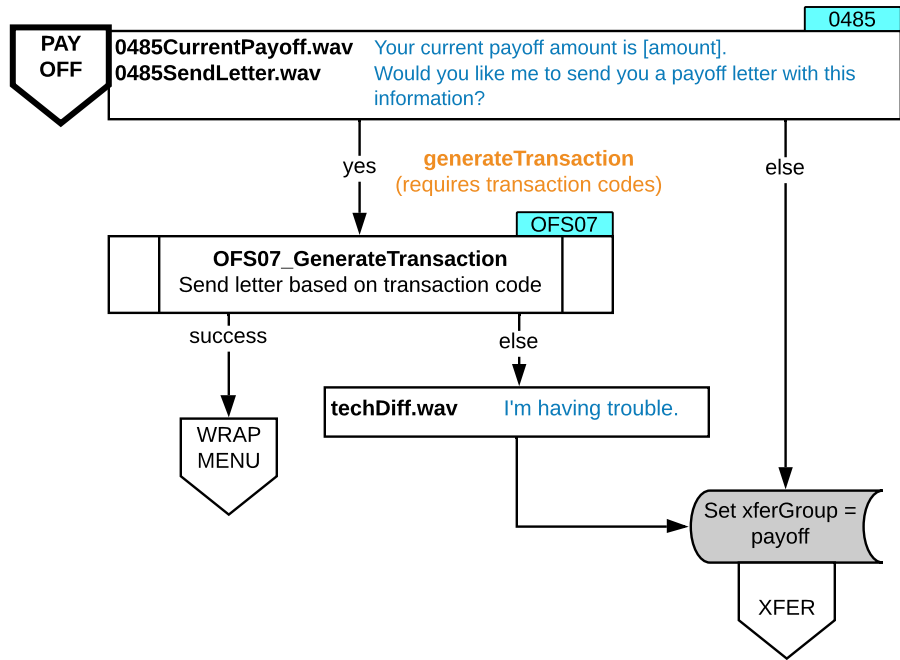 0485
PAY
OFF
0485CurrentPayoff.wav Your current payoff amount is [amount].
0485SendLetter.wav Would you like me to send you a payoff letter with this
information?
yes
generateTransaction
(requires transaction codes)
else
OFS07
OFS07_GenerateTransaction
Send letter based on transaction code
success
else
techDiff.wav I'm having trouble.
WRAP
MENU
Set xferGroup =
payoff
XFER